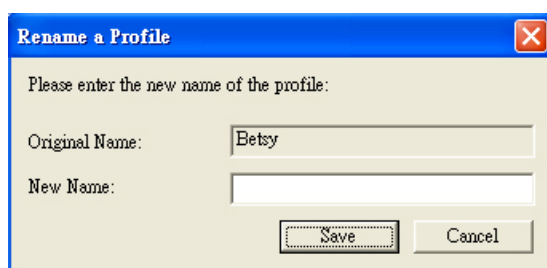 Rename a Profile
Please enter the new name of the profile:
Original Name: Betsy
New Name:
Save Cancel